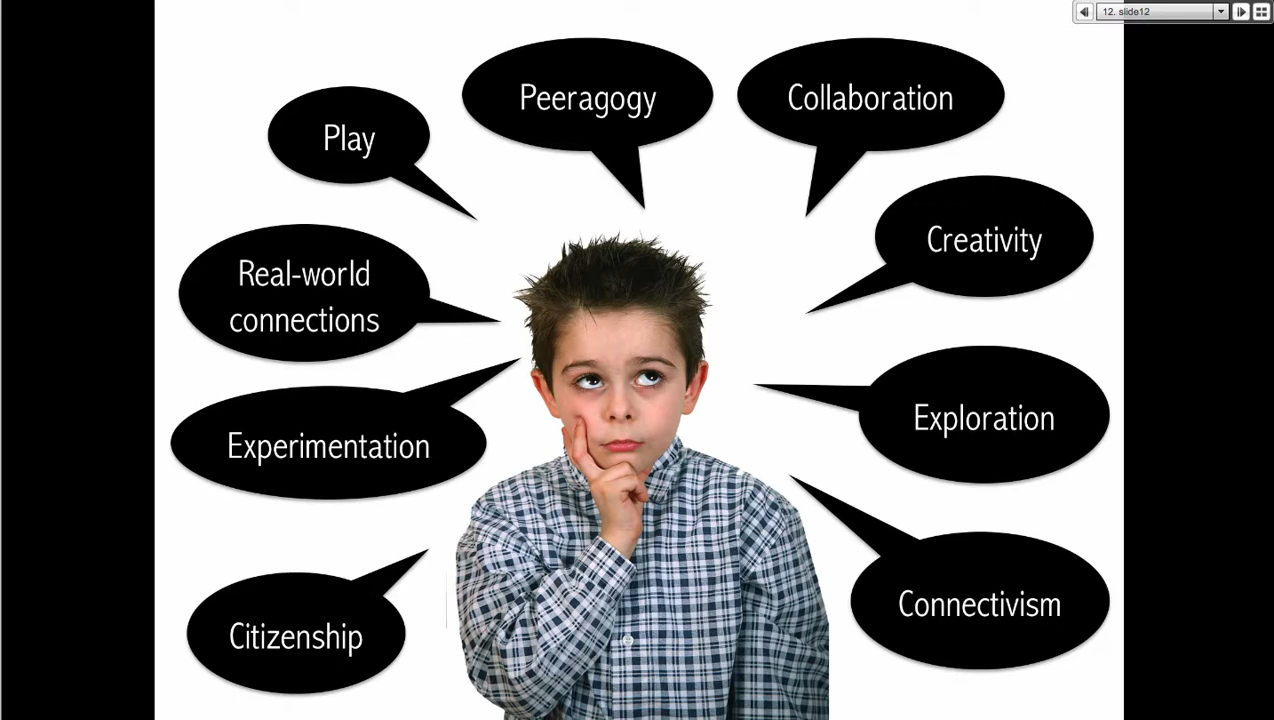 12. slide12
Peeragogy
Collaboration
Play
Creativity
Real-world
connections
Exploration
Experimentation
Connectivism
Citizenship